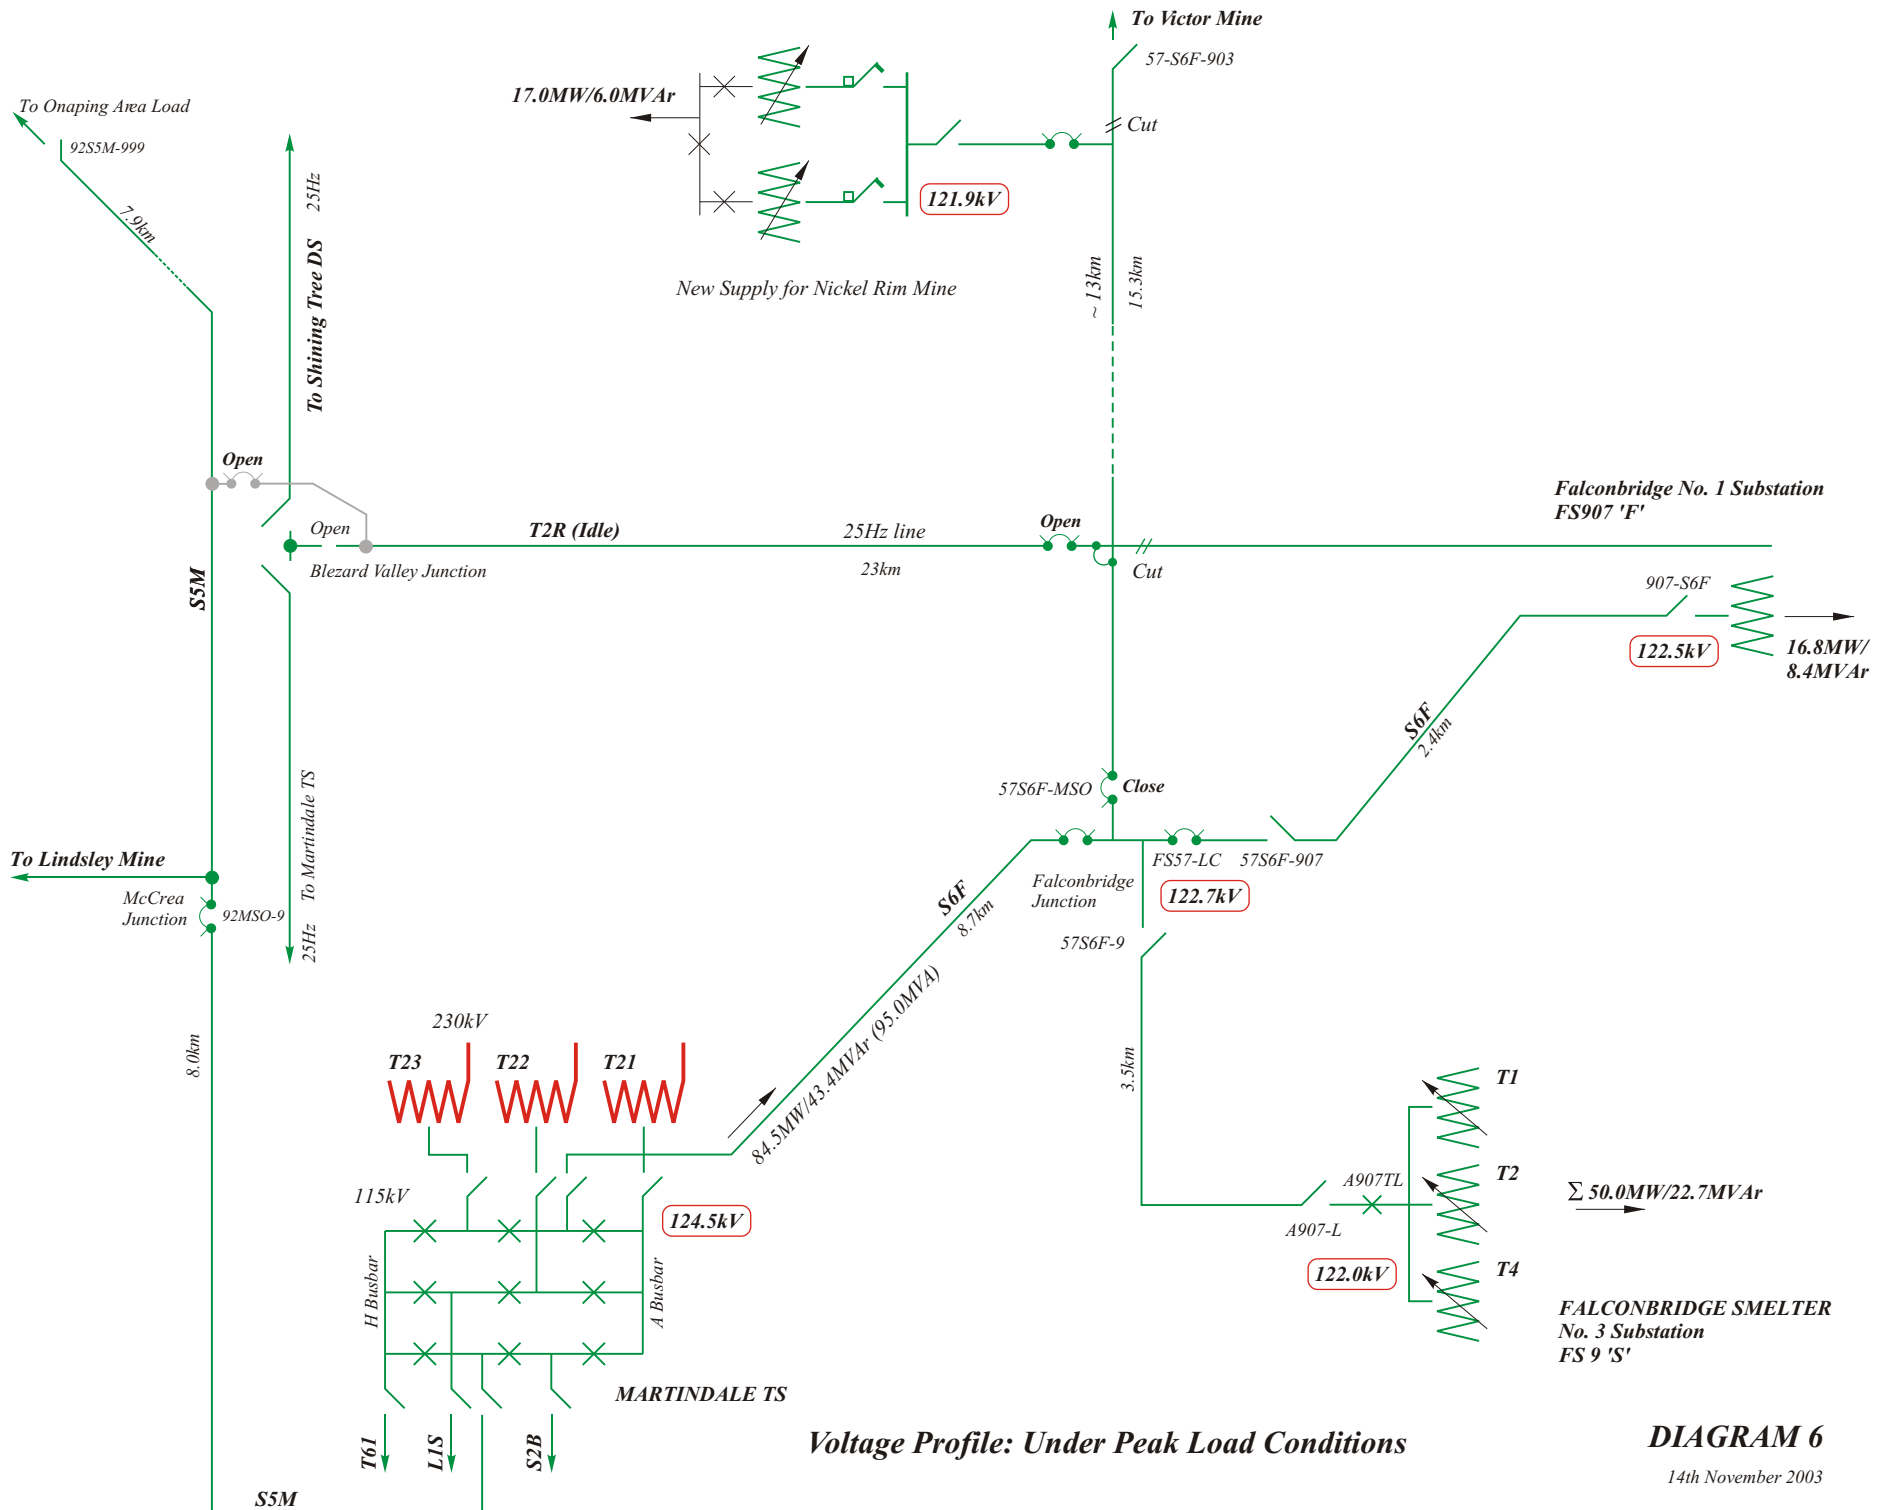 To Victor Mine
57-S6F-903
17.0MW/6.0MVAr
To Onaping Area Load
92S5M-999
Cut
25Hz
121.9kV
7.9km
To Shining Tree DS
New Supply for Nickel Rim Mine
~ 13km
15.3km
Open
Falconbridge No. 1 Substation
FS907 'F'
Open
T2R (Idle)
25Hz line
Open
23km
Blezard Valley Junction
Cut
S5M
907-S6F
122.5kV
16.8MW/
8.4MVAr
S6F
2.4km
57S6F-MSO
Close
To Martindale TS
25Hz
To Lindsley Mine
McCrea
Junction
92MSO-9
FS57-LC
57S6F-907
Falconbridge
Junction
122.7kV
S6F
8.7km
57S6F-9
84.5MW/43.4MVAr (95.0MVA)
8.0km
3.5km
230kV
T23
T22
T21
115kV
124.5kV
H Busbar
A Busbar
T1
A907TL
T2
Σ 50.0MW/22.7MVAr
A907-L
122.0kV
T4
FALCONBRIDGE SMELTER
No. 3 Substation
FS 9 'S'
MARTINDALE TS
T61
L1S
S2B
S5M
Voltage Profile: Under Peak Load Conditions
DIAGRAM 6
14th November 2003